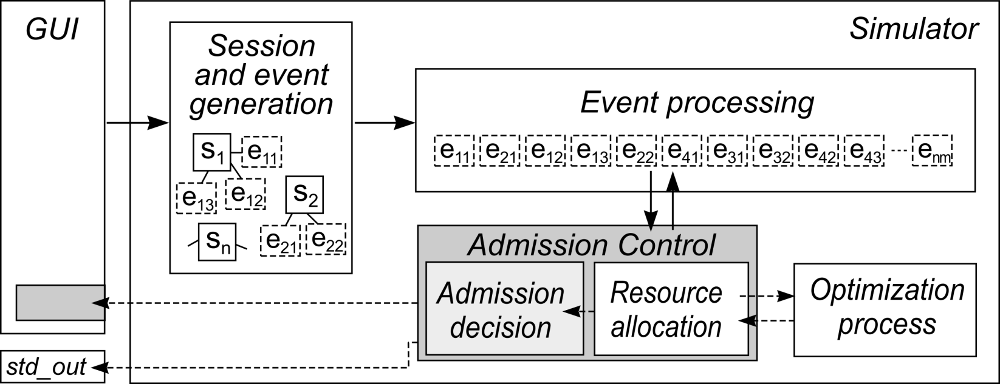 GUI
Simulator
Session
and event
generation
s1
e11
e13
e12
s2
sn
e21
e22
Event processing
e11 e21 e12 e13 e22 e41 e31 e32 e42 e43 ... enm
Admission Control
Admission
decision
Resource
allocation
Optimization
process
std_out